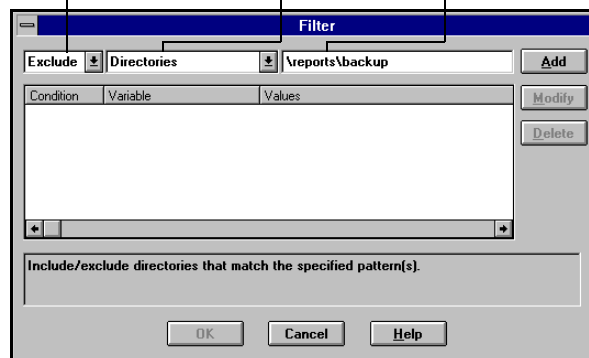 Filter
Exclude Directories \reports\backup Add
Condition Variable Values Modify
Delete
Include/exclude directories that match the specified pattern(s).
OK Cancel Help